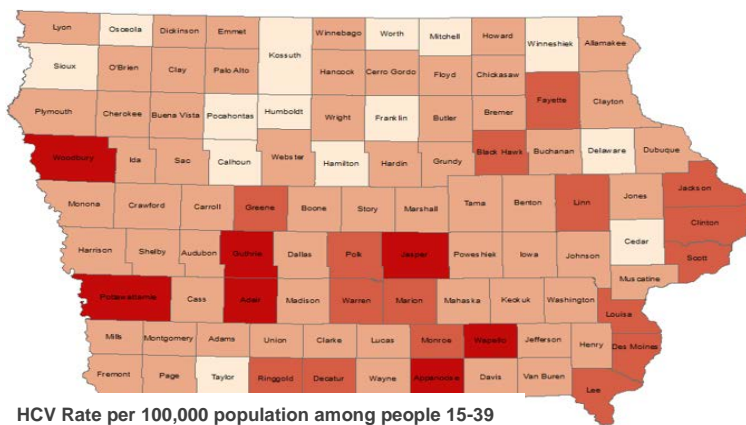 Lyon Osceola Dickinson Emmet Winnebago Worth Mitchell Howard Winneshiek Allamakee
Kossuth
Sioux O'Brien Clay Palo Alto Hancock Cerro Gordo Floyd Chickasaw
Fayette Clayton
Plymouth Cherokee Buena Vista Pocahontas Humboldt Wright Franklin Butler Bremer
Woodbury Ida Sac Calhoun Webster Hamilton Hardin Grundy Black Hawk Buchanan Delaware Dubuque
Monona Crawford Carroll Greene Boone Story Marshall Tama Benton Linn Jones Jackson
Clinton
Harrison Shelby Audubon Guthrie Dallas Polk Jasper Poweshiek Iowa Johnson Cedar Scott
Muscatine
Pottawattamie Cass Adair Madison Warren Marion Mahaska Keokuk Washington Louisa
Mills Montgomery Adams Union Clarke Lucas Monroe Wapello Jefferson Henry Des Moines
Fremont Page Taylor Ringgold Decatur Wayne Appanoose Davis Van Buren Lee
HCV Rate per 100,000 population among people 15-39